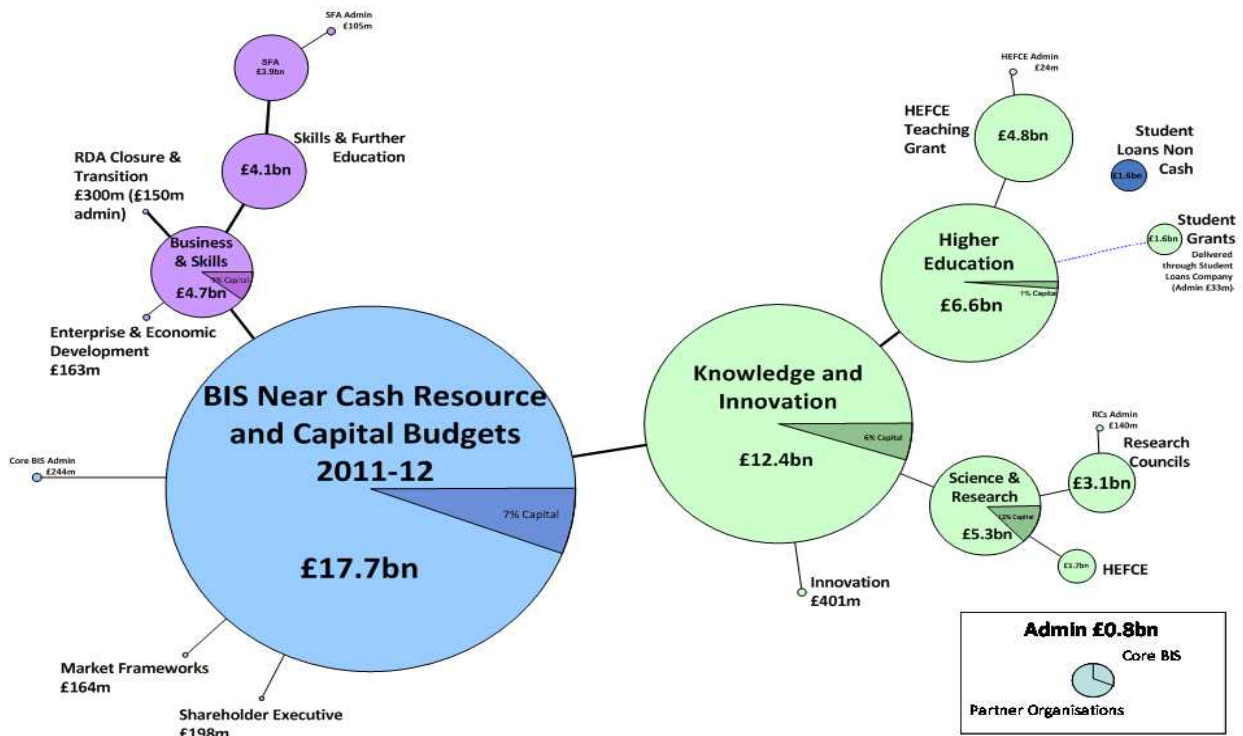 SFA Admin
£105m
SFA
£3.9bn
Skills & Further
Education
£4.1bn
RDA Closure &
Transition
£300m (£150m
admin)
Business
& Skills
Capital
£4.7bn
Enterprise & Economic
Development
£163m
BIS Near Cash Resource
and Capital Budgets
2011-12
7% Capital
£17.7bn
Core BIS Admin
£244m
Market Frameworks
£164m
Shareholder Executive
£198m
Knowledge and
Innovation
6% Capital
£12.4bn
Innovation
£401m
HEFCE Admin
£24m
HEFCE
Teaching
Grant
£4.8bn
Student
Loans Non
Cash
£1.6bn
Higher
Education
1% Capital
£6.6bn
Student
Grants
£1.6bn
Delivered
through Student
Loans Company
(Admin £33m)
Science &
Research
12% Capital
£5.3bn
RCs Admin
£140m
Research
Councils
£3.1bn
HEFCE
Admin £0.8bn
Core BIS
Partner Organisations